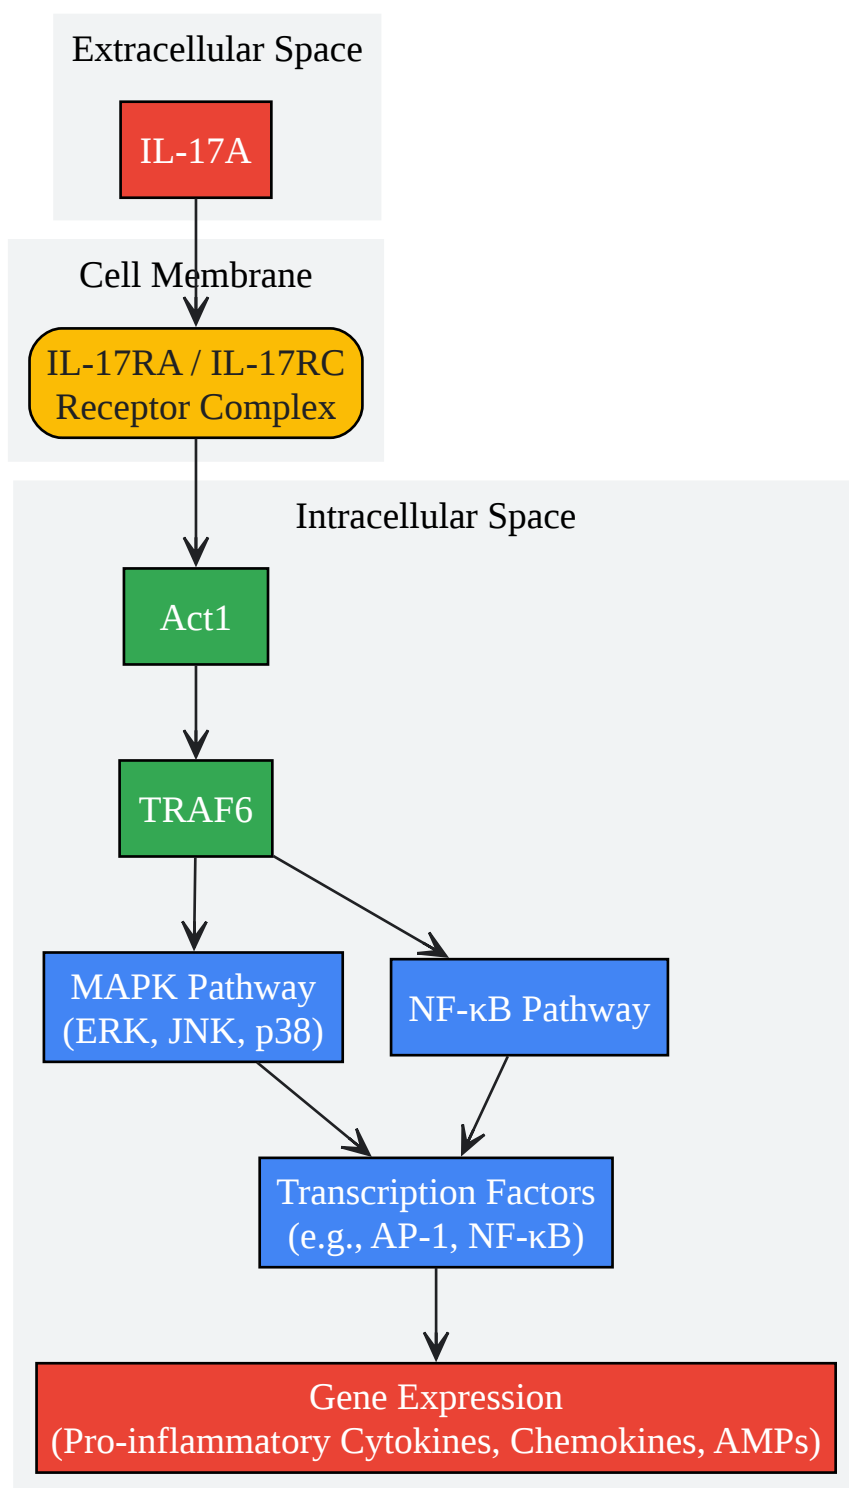 Extracellular Space
IL-17A
Cell Membrane
IL-17RA / IL-17RC
Receptor Complex
Intracellular Space
Act1
TRAF6
MAPK Pathway
(ERK, JNK, p38)
NF-κB Pathway
Transcription Factors
(e.g., AP-1, NF-κB)
Gene Expression
(Pro-inflammatory Cytokines, Chemokines, AMPs)